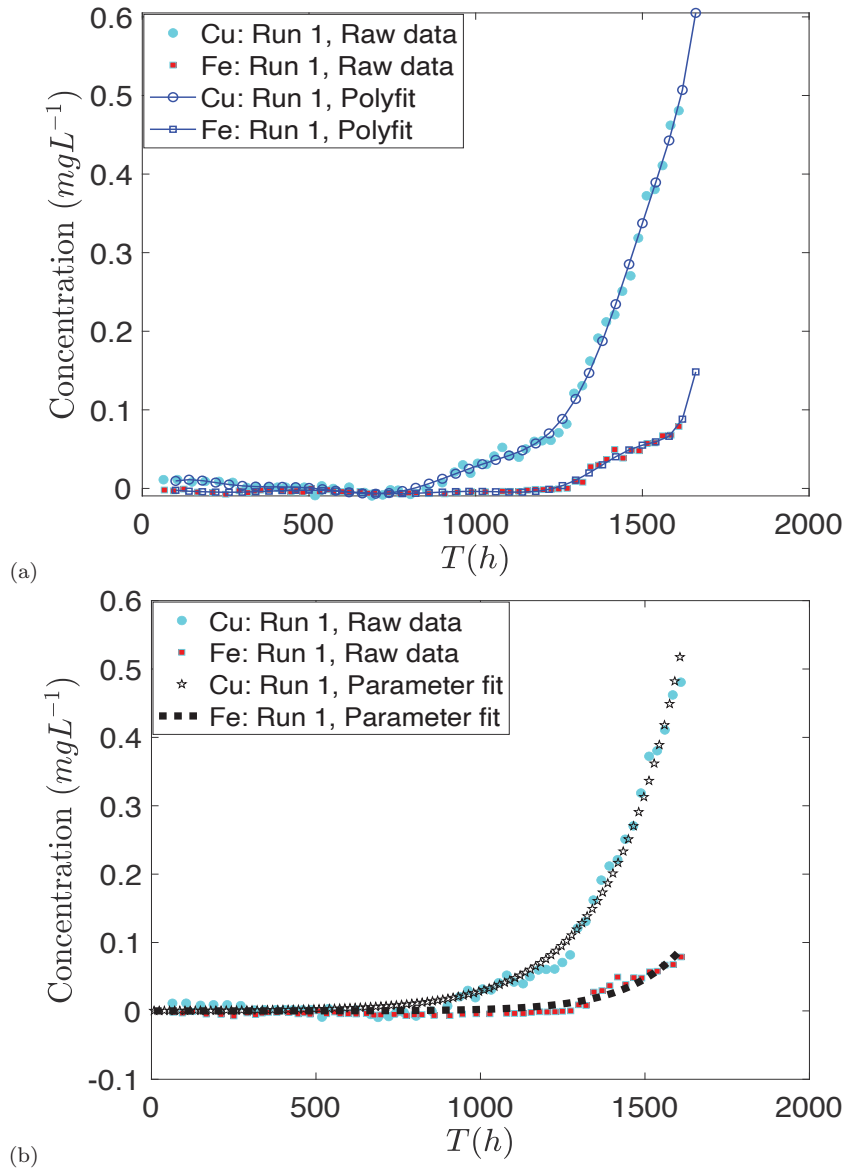 0.6
0.5
0.4
0.3
0.2
0.1
0
Concentration (mgL⁻¹)
Cu: Run 1, Raw data
Fe: Run 1, Raw data
Cu: Run 1, Polyfit
Fe: Run 1, Polyfit
0 500 1000 1500 2000
T(h)
(a)
0.6
0.5
0.4
0.3
0.2
0.1
0
-0.1
Concentration (mgL⁻¹)
Cu: Run 1, Raw data
Fe: Run 1, Raw data
Cu: Run 1, Parameter fit
Fe: Run 1, Parameter fit
0 500 1000 1500 2000
T(h)
(b)